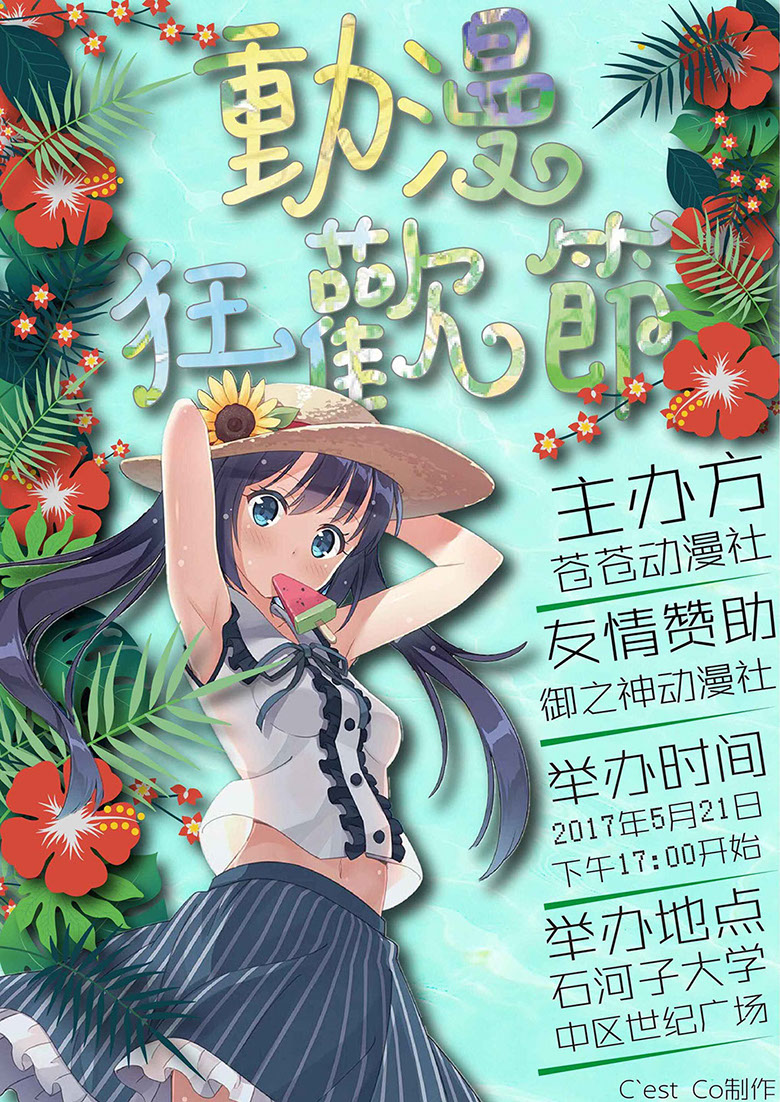 動漫
狂歡節
主办方
苍苍动漫社
友情赞助
御之神动漫社
举办时间
2017年5月21日
下午17:00开始
举办地点
石河子大学
中区世纪广场
C`est Co制作